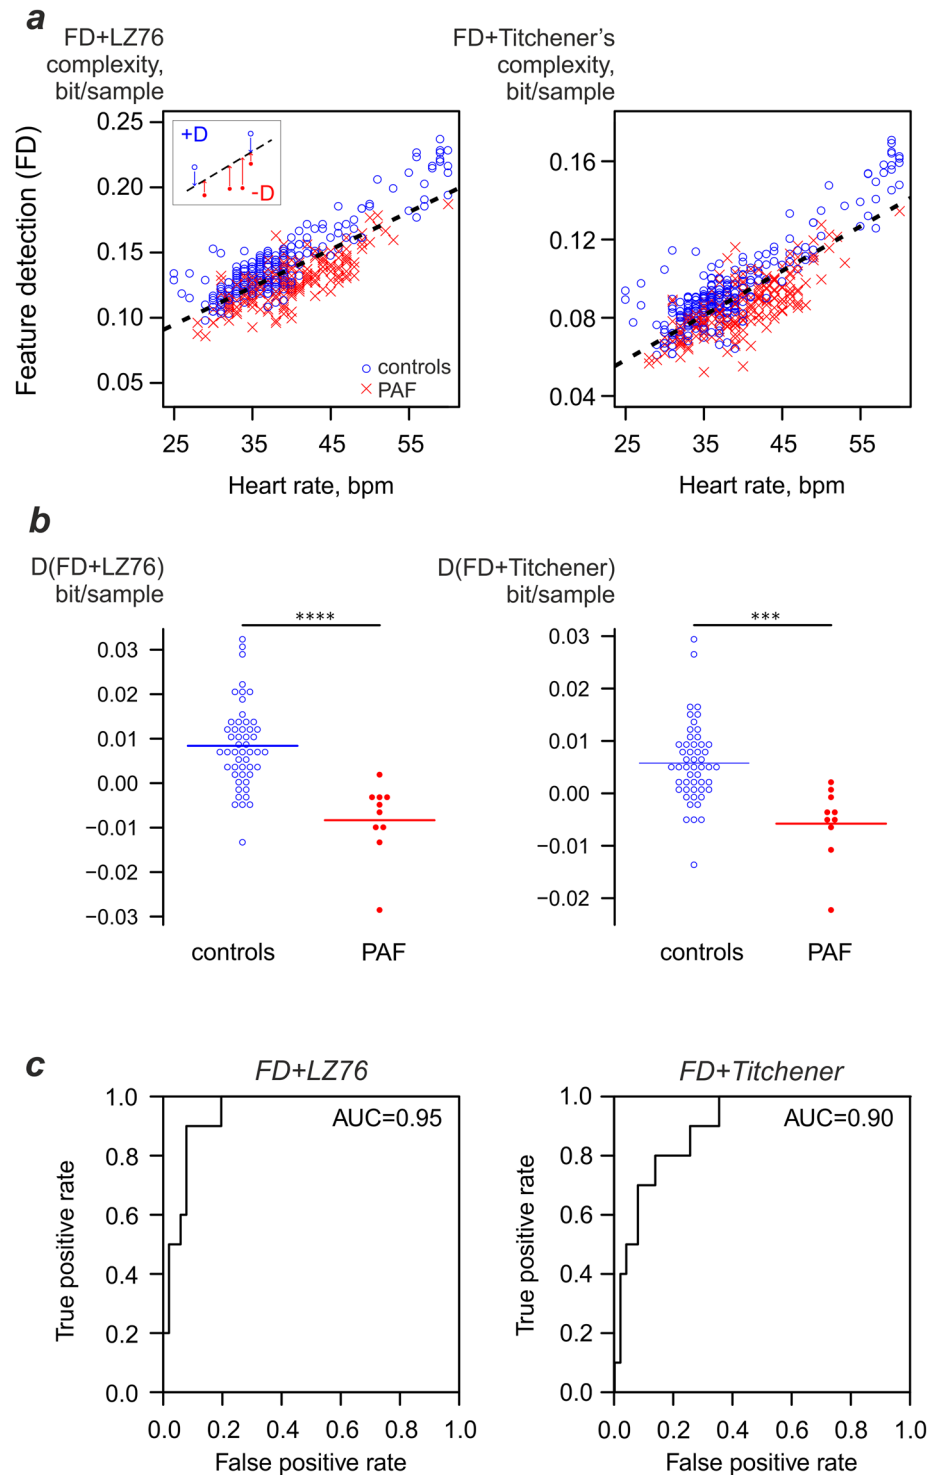 a
FD+LZ76
complexity,
bit/sample
FD+Titchener's
complexity,
bit/sample
Feature detection (FD)
0.25
0.20
0.15
0.10
0.05
+D
-D
controls
PAF
25 35 45 55
Heart rate, bpm
0.16
0.12
0.08
0.04
25 35 45 55
Heart rate, bpm
b
D(FD+LZ76)
bit/sample
D(FD+Titchener)
bit/sample
****
0.03
0.02
0.01
0.00
−0.01
−0.02
−0.03
controls PAF
***
0.03
0.02
0.01
0.00
−0.01
−0.02
controls PAF
c
FD+LZ76
AUC=0.95
True positive rate
1.0
0.8
0.6
0.4
0.2
0.0
0.0 0.2 0.4 0.6 0.8 1.0
False positive rate
FD+Titchener
AUC=0.90
True positive rate
1.0
0.8
0.6
0.4
0.2
0.0
0.0 0.2 0.4 0.6 0.8 1.0
False positive rate